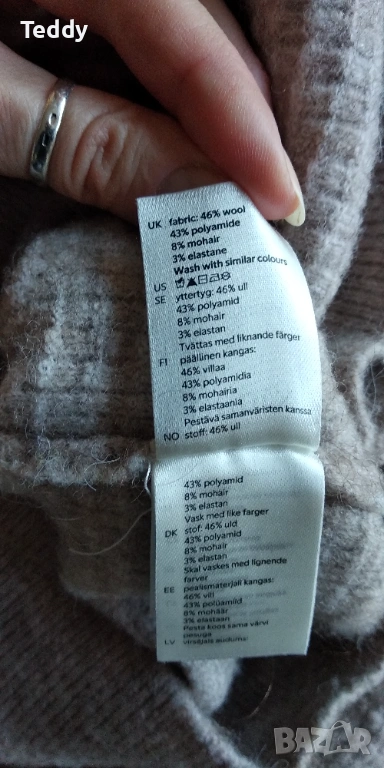 Teddy
UK fabric: 46% wool
43% polyamide
8% mohair
3% elastane
Wash with similar colours
US
SE yttertyg: 46% ull
43% polyamid
8% mohair
3% elastan
Tvättas med liknande färger
FI päällinen kangas:
46% villaa
43% polyamidia
8% mohairia
3% elastaania
Pestävä samanväristen kanssa
NO stoff: 46% ull
43% polyamid
8% mohair
3% elastan
Vask med like farger
DK stof: 46% uld
43% polyamid
8% mohair
3% elastan
Skal vaskes med lignende
farver
EE pealismaterjali kangas:
46% vill
43% polüamiid
8% mohäär
3% elastaan
Pesta koos sama värvi
pesuga
LV virsējais audums:
BAZAR